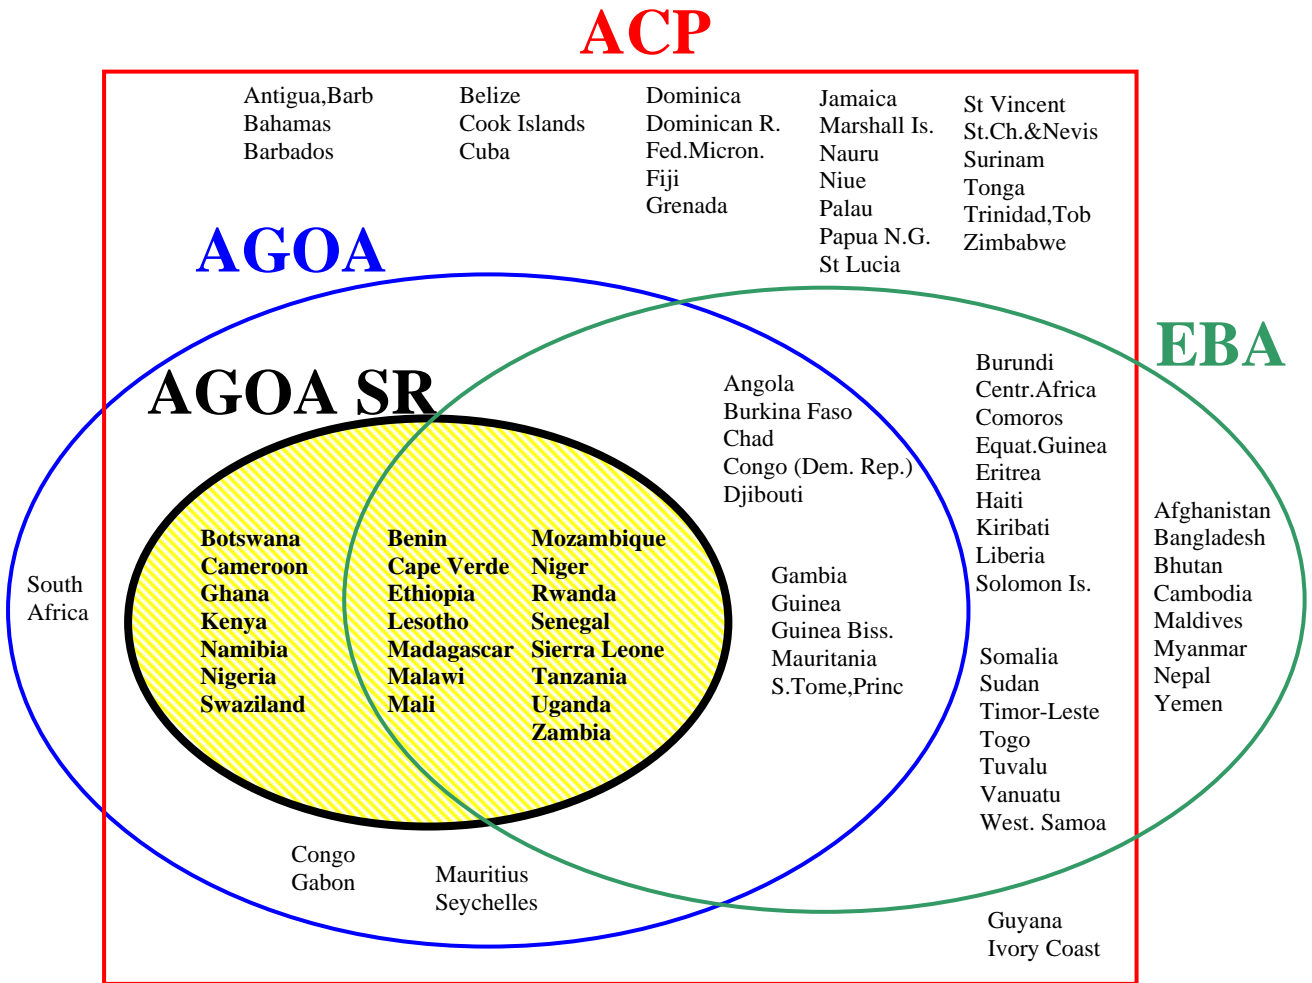 ACP
Antigua,Barb
Bahamas
Barbados
Belize
Cook Islands
Cuba
Dominica
Dominican R.
Fed.Micron.
Fiji
Grenada
Jamaica
Marshall Is.
Nauru
Niue
Palau
Papua N.G.
St Lucia
St Vincent
St.Ch.&Nevis
Surinam
Tonga
Trinidad,Tob
Zimbabwe
AGOA
EBA
AGOA SR
Angola
Burkina Faso
Chad
Congo (Dem. Rep.)
Djibouti
Burundi
Centr.Africa
Comoros
Equat.Guinea
Eritrea
Haiti
Kiribati
Liberia
Solomon Is.
South
Africa
Botswana
Cameroon
Ghana
Kenya
Namibia
Nigeria
Swaziland
Benin
Cape Verde
Ethiopia
Lesotho
Madagascar
Malawi
Mali
Mozambique
Niger
Rwanda
Senegal
Sierra Leone
Tanzania
Uganda
Zambia
Gambia
Guinea
Guinea Biss.
Mauritania
S.Tome,Princ
Afghanistan
Bangladesh
Bhutan
Cambodia
Maldives
Myanmar
Nepal
Yemen
Somalia
Sudan
Timor-Leste
Togo
Tuvalu
Vanuatu
West. Samoa
Congo
Gabon
Mauritius
Seychelles
Guyana
Ivory Coast